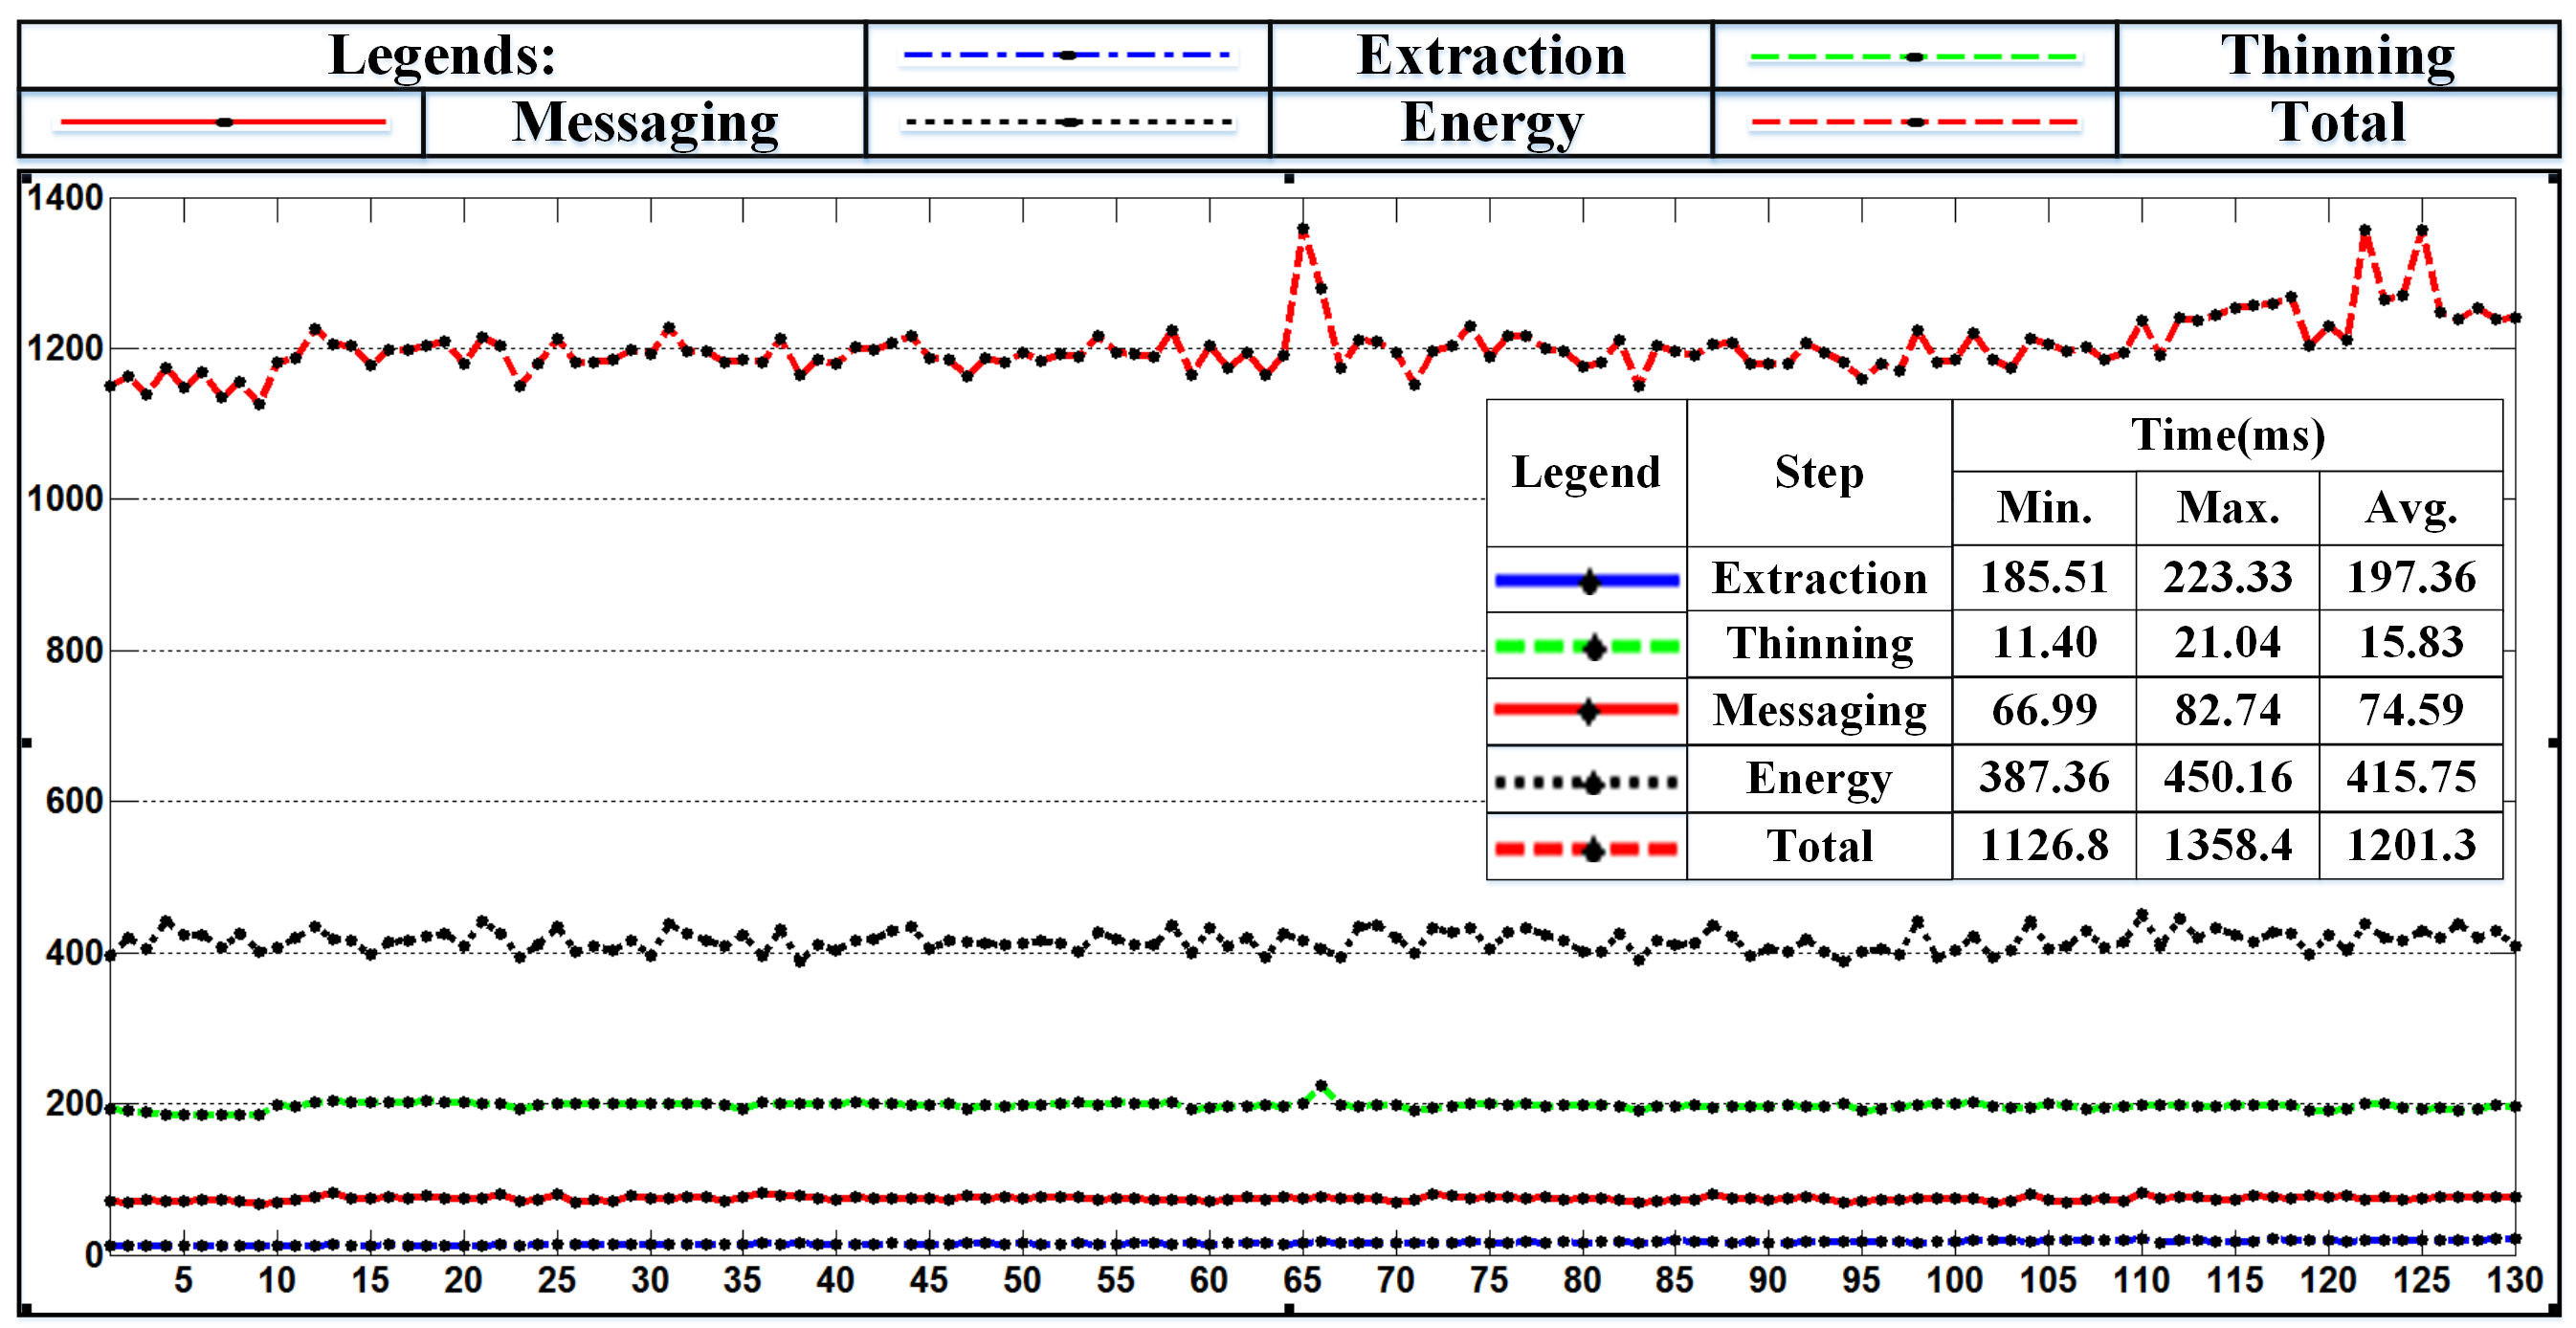 Legends: Extraction Thinning
Messaging Energy Total
1400
1200
1000
800
600
400
200
0
5 10 15 20 25 30 35 40 45 50 55 60 65 70 75 80 85 90 95 100 105 110 115 120 125 130
Legend Step Time(ms)
Min. Max. Avg.
Extraction 185.51 223.33 197.36
Thinning 11.40 21.04 15.83
Messaging 66.99 82.74 74.59
Energy 387.36 450.16 415.75
Total 1126.8 1358.4 1201.3